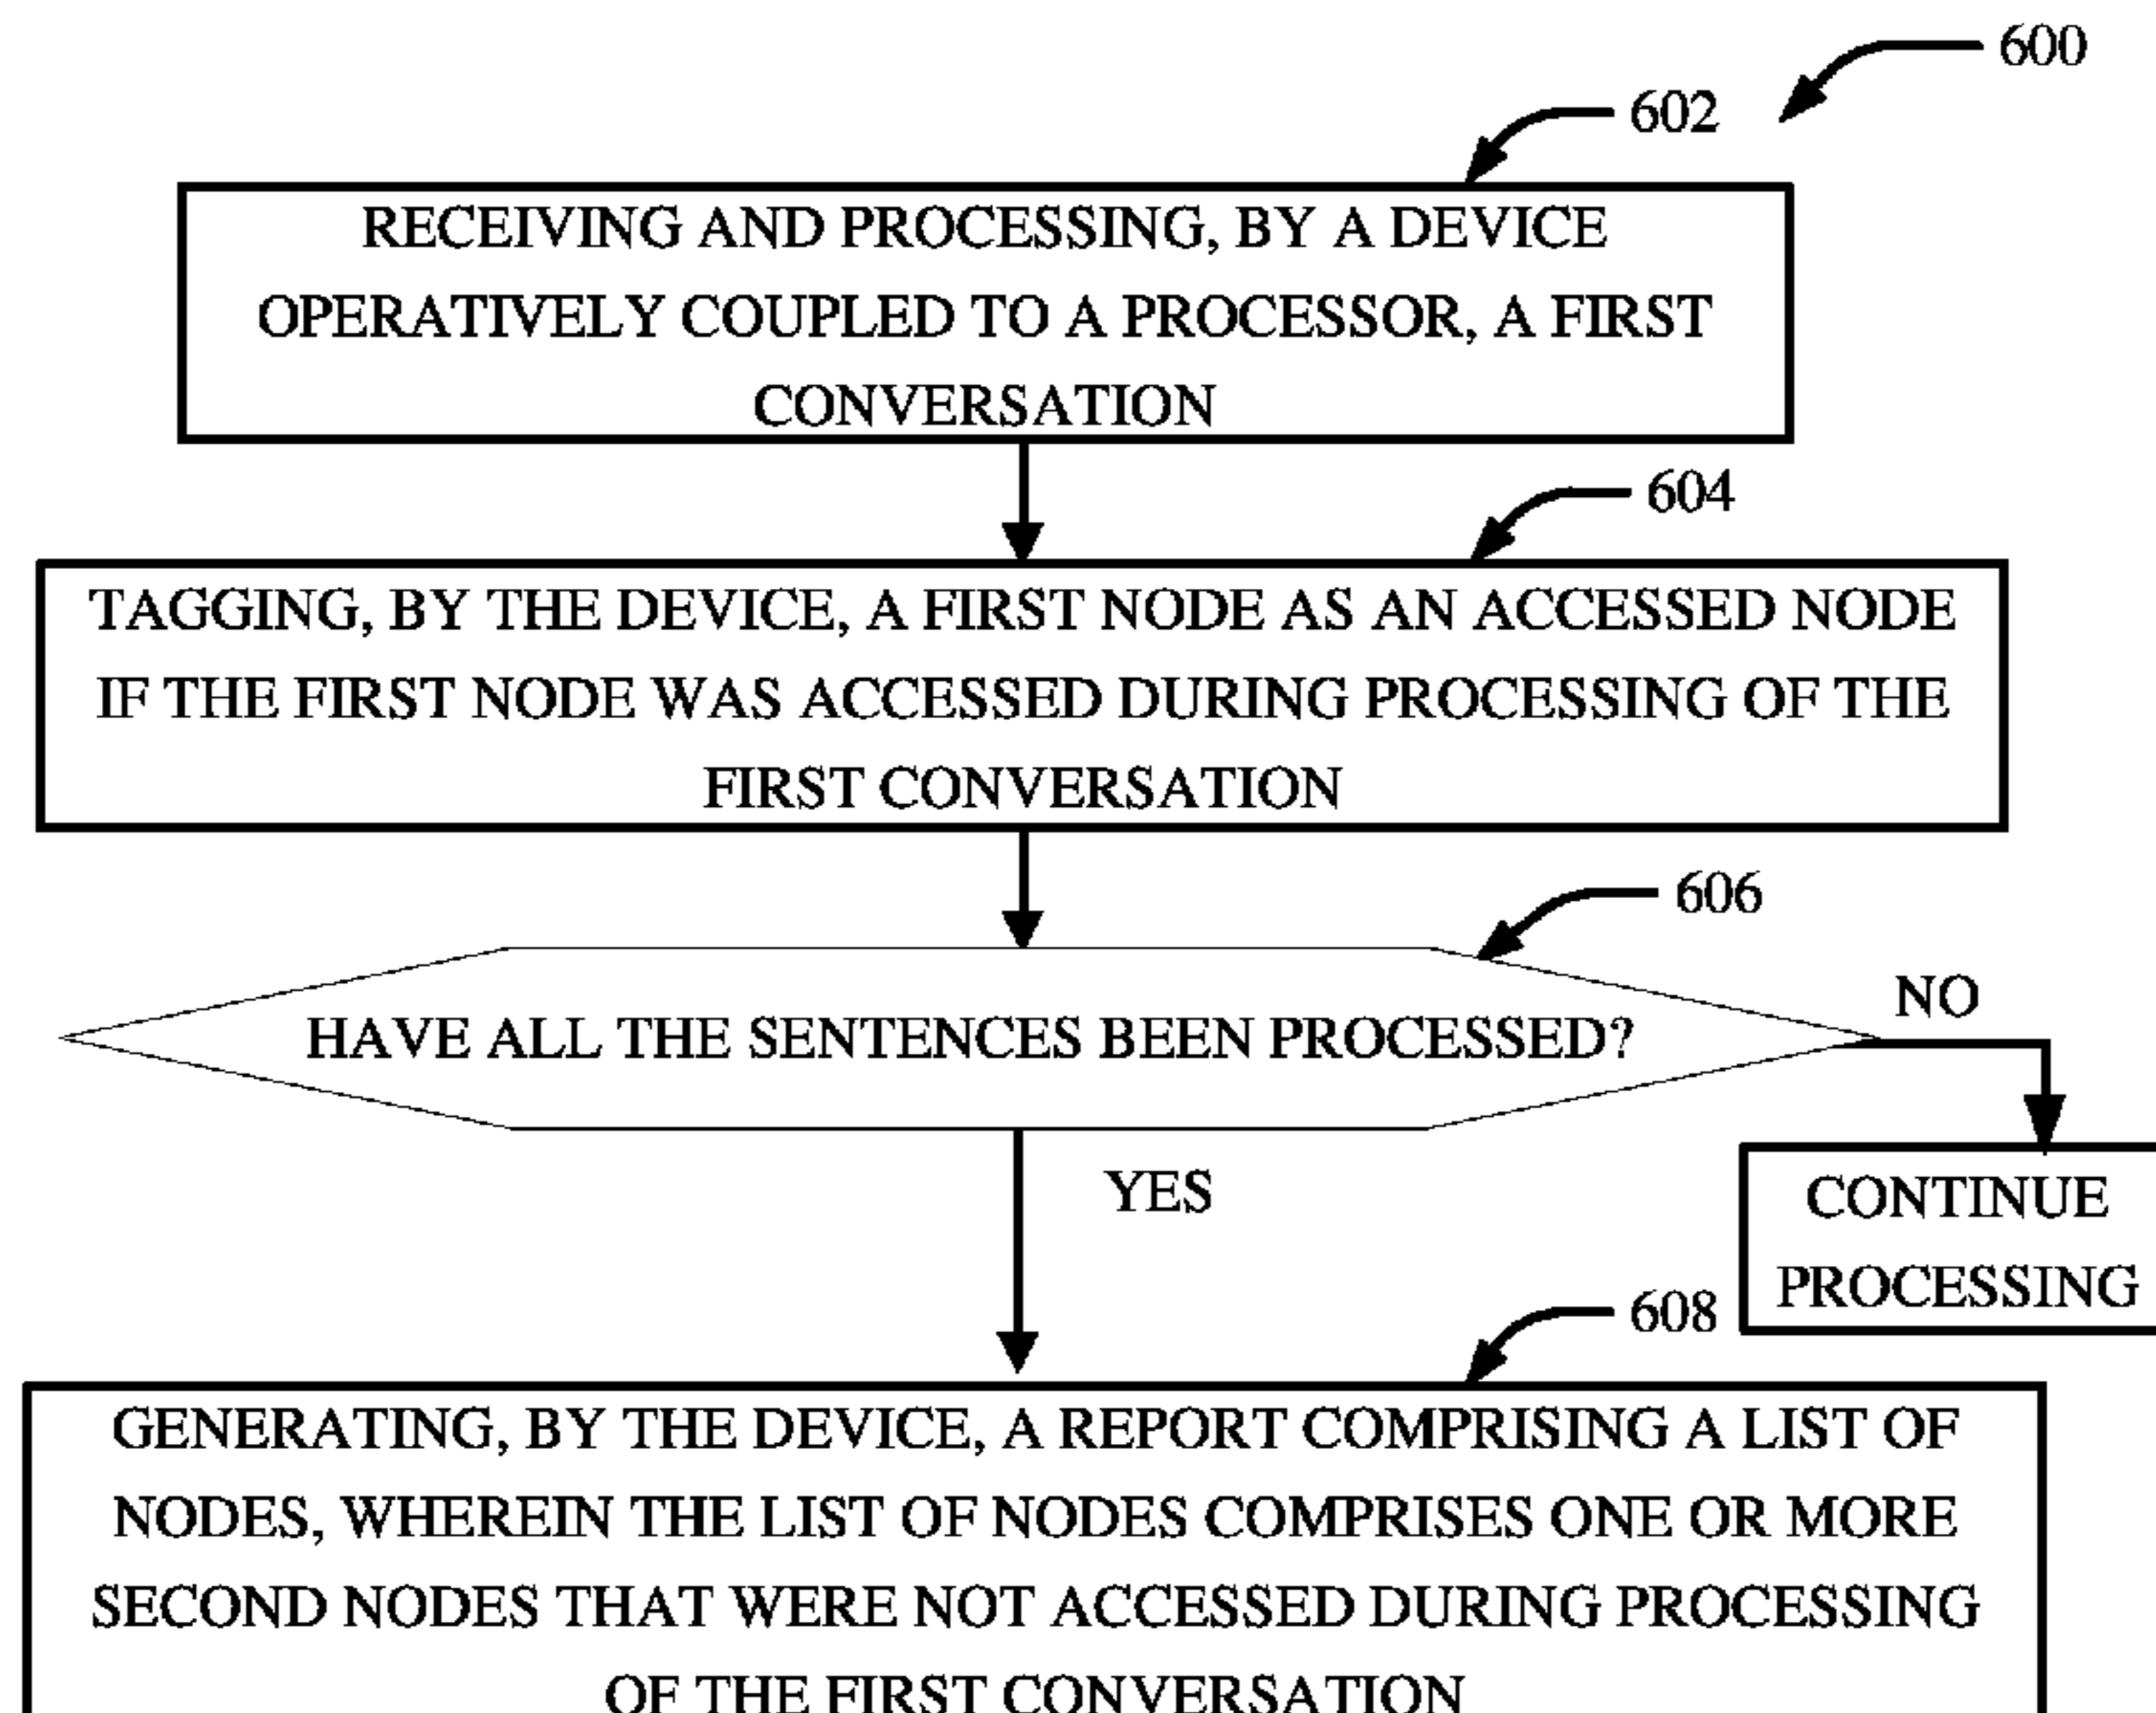 600
602
RECEIVING AND PROCESSING, BY A DEVICE
OPERATIVELY COUPLED TO A PROCESSOR, A FIRST
CONVERSATION
604
TAGGING, BY THE DEVICE, A FIRST NODE AS AN ACCESSED NODE
IF THE FIRST NODE WAS ACCESSED DURING PROCESSING OF THE
FIRST CONVERSATION
606
HAVE ALL THE SENTENCES BEEN PROCESSED?
NO
YES
CONTINUE
PROCESSING
608
GENERATING, BY THE DEVICE, A REPORT COMPRISING A LIST OF
NODES, WHEREIN THE LIST OF NODES COMPRISES ONE OR MORE
SECOND NODES THAT WERE NOT ACCESSED DURING PROCESSING
OF THE FIRST CONVERSATION